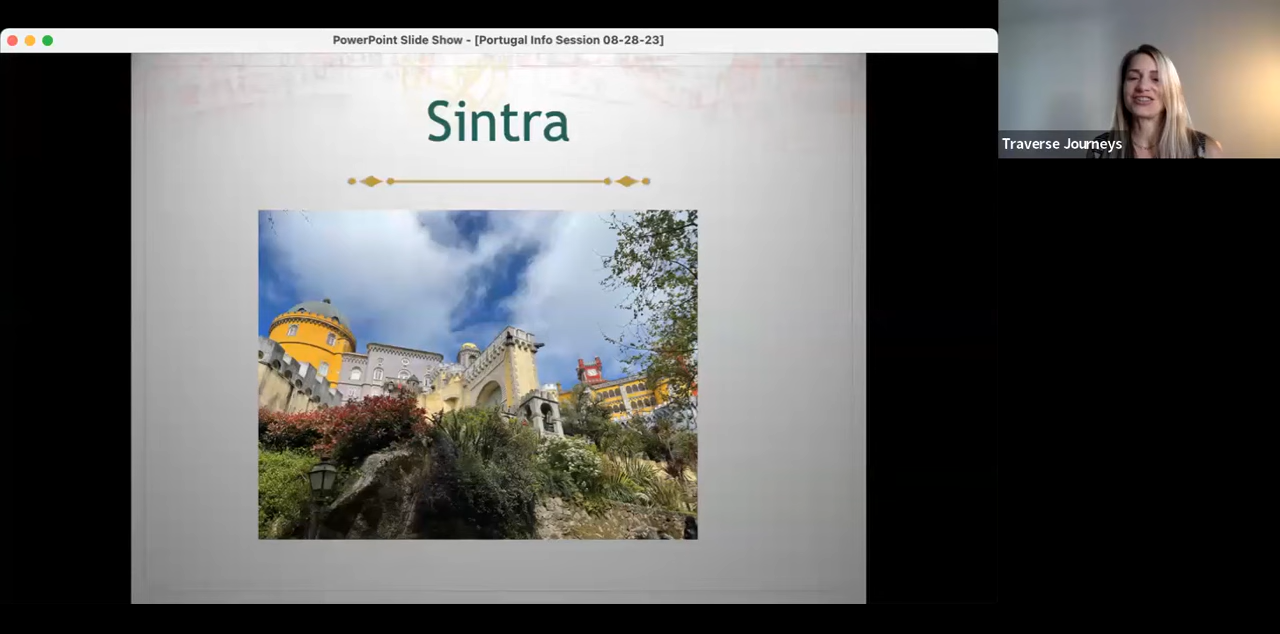 PowerPoint Slide Show - [Portugal Info Session 08-28-23]
Sintra
Traverse Journeys